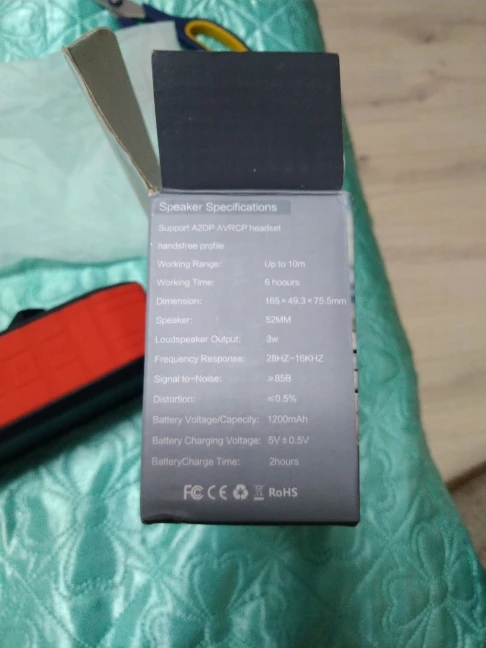 Speaker Specifications
Support A2DP AVRCP headset
handsfree profile
Working Range: Up to 10m
Working Time: 6 hoours
Dimension: 165×49.3×75.5mm
Speaker: 52MM
Loudspeaker Output: 3w
Frequency Response: 28HZ-16KHZ
Signal to-Noise: ≥85B
Distortion: ≤0.5%
Battery Voltage/Capacity: 1200mAh
Battery Charging Voltage: 5V±0.5V
BatteryCharge Time: 2hours
FC CE RoHS